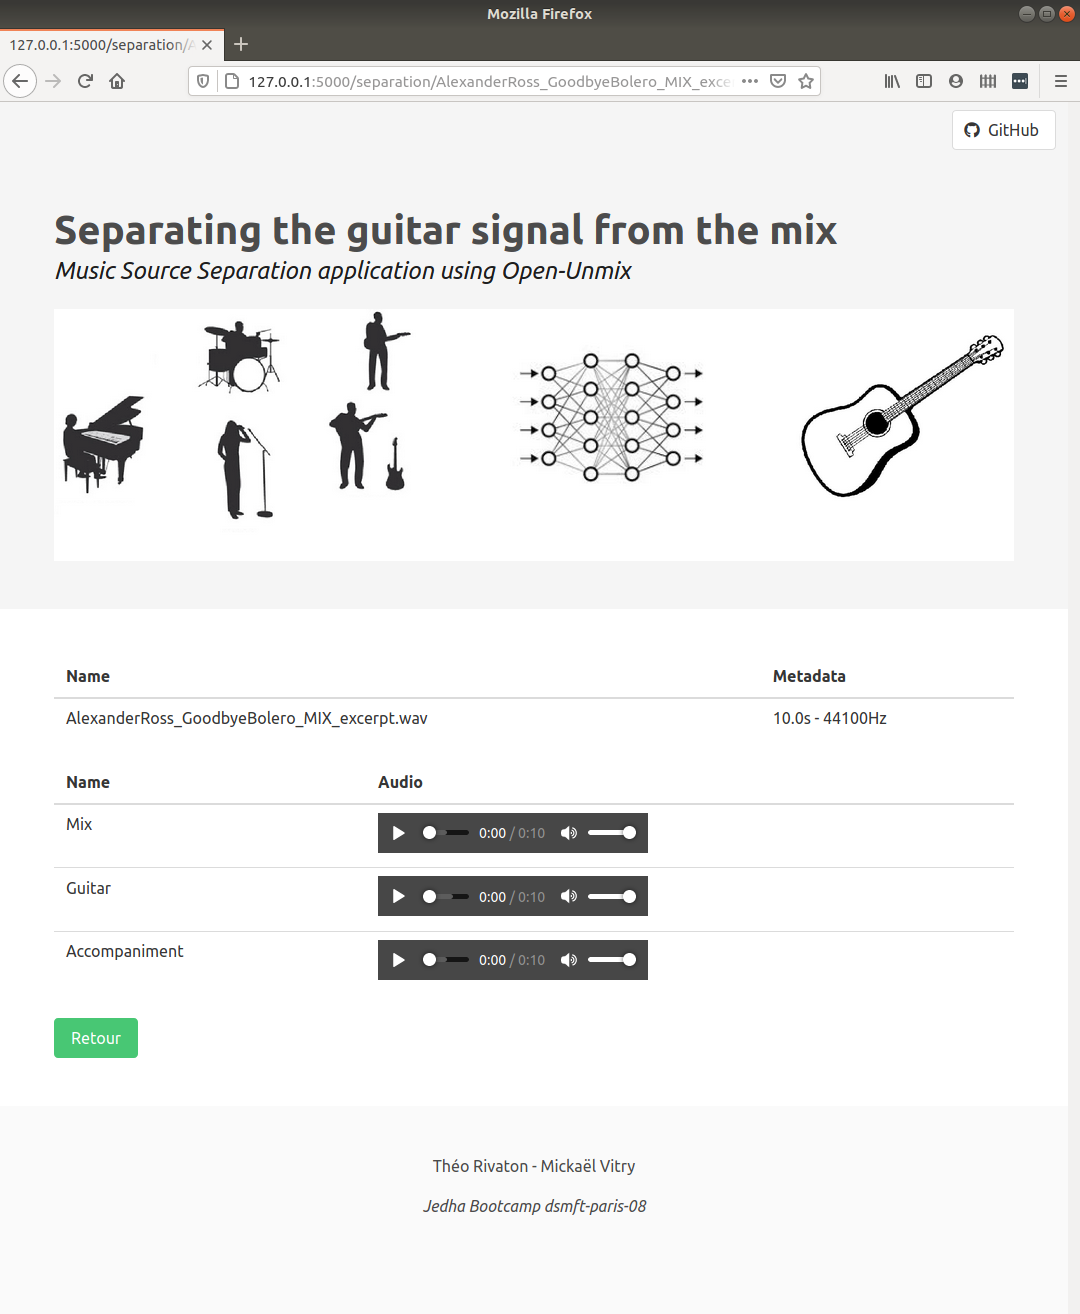 Mozilla Firefox
127.0.0.1:5000/separation/A
127.0.0.1:5000/separation/AlexanderRoss_GoodbyeBolero_MIX_exce
GitHub
Separating the guitar signal from the mix
Music Source Separation application using Open-Unmix
Name Metadata
AlexanderRoss_GoodbyeBolero_MIX_excerpt.wav 10.0s - 44100Hz
Name Audio
Mix 0:00 / 0:10
Guitar 0:00 / 0:10
Accompaniment 0:00 / 0:10
Retour
Théo Rivaton - Mickaël Vitry
Jedha Bootcamp dsmft-paris-08